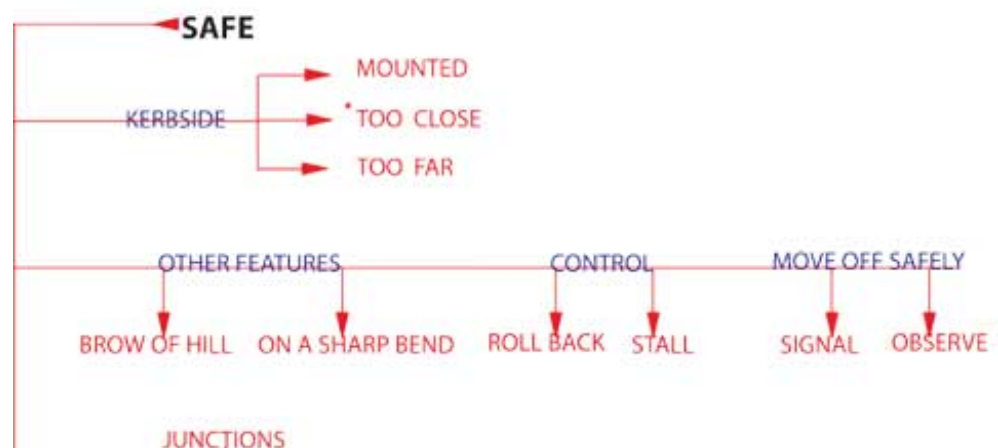 SAFE
MOUNTED
KERBSIDE
* TOO CLOSE
TOO FAR
OTHER FEATURES CONTROL MOVE OFF SAFELY
BROW OF HILL ON A SHARP BEND ROLL BACK STALL SIGNAL OBSERVE
JUNCTIONS